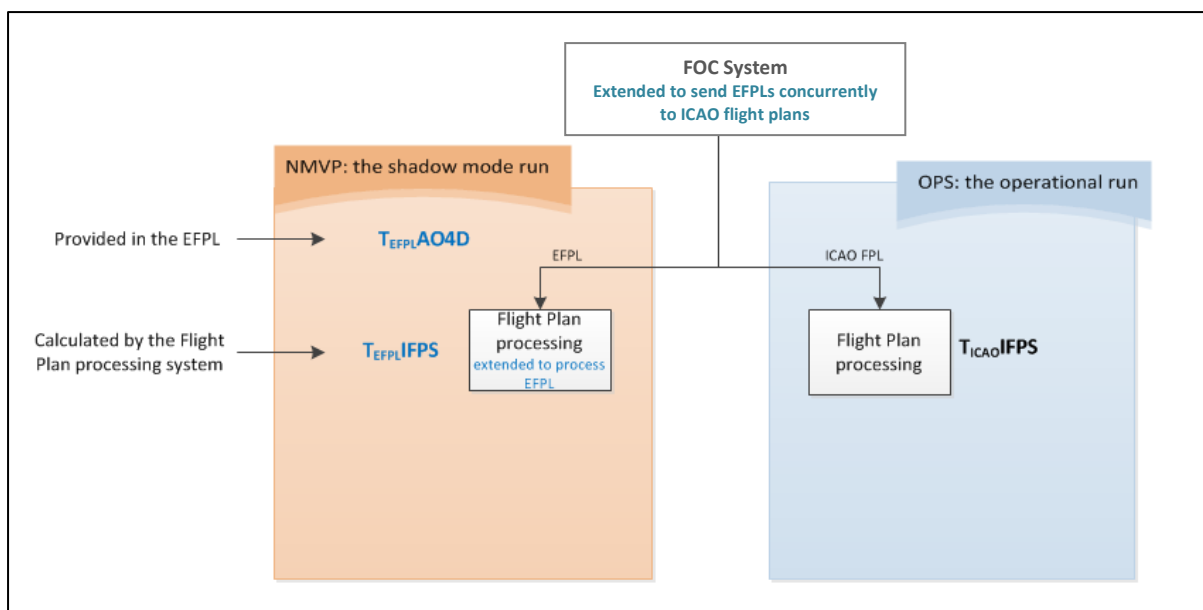 FOC System
Extended to send EFPLs concurrently
to ICAO flight plans
NMVP: the shadow mode run
OPS: the operational run
Provided in the EFPL
TEFPLAO4D
EFPL
ICAO FPL
Calculated by the Flight
Plan processing system
TEFPLIFPS
Flight Plan
processing
extended to process
EFPL
Flight Plan
processing
TICAOIFPS